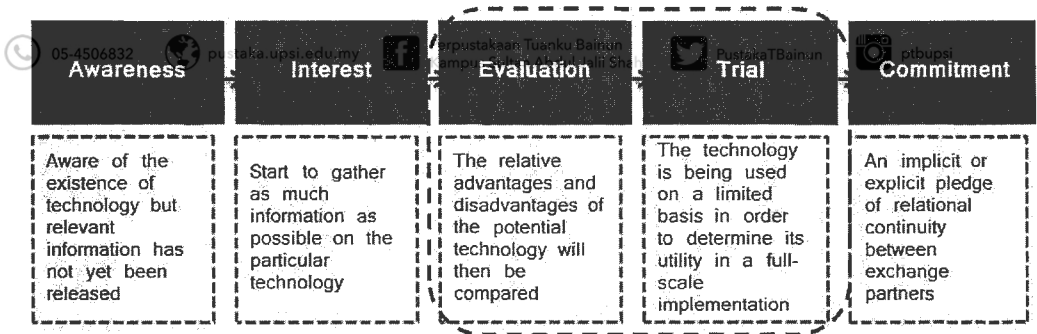 05-4506832 pustaka.upsi.edu.my Perpustakaan Tuanku Bainun PustakaTBainun ptbupsi
Kampus Sultan Abdul Jalil Shah
Awareness Interest Evaluation Trial Commitment
Aware of the
existence of
technology but
relevant
information has
not yet been
released
Start to gather
as much
information as
possible on the
particular
technology
The relative
advantages and
disadvantages of
the potential
technology will
then be
compared
The technology
is being used
on a limited
basis in order
to determine its
utility in a full-
scale
implementation
An implicit or
explicit pledge
of relational
continuity
between
exchange
partners